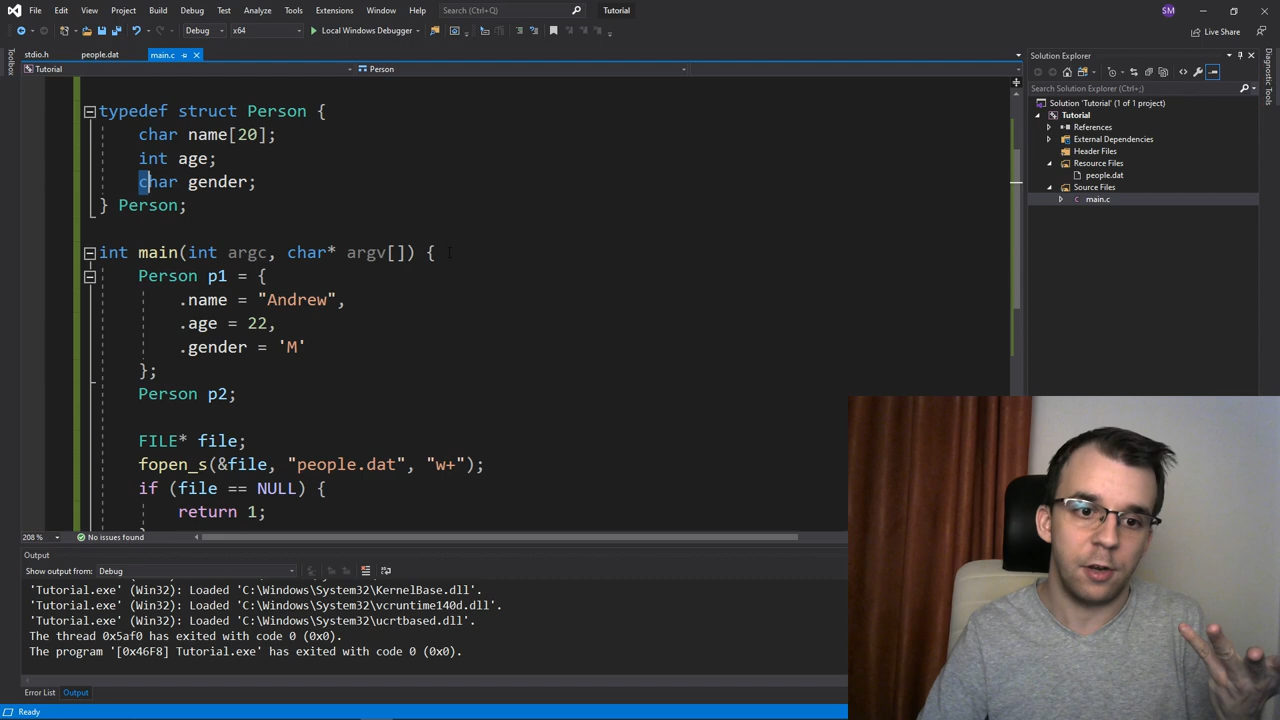 File Edit View Project Build Debug Test Analyze Tools Extensions Window Help Search (Ctrl+Q) Tutorial SM
Debug x64 Local Windows Debugger Live Share
stdio.h people.dat main.c
Tutorial Person
Toolbox
typedef struct Person {
char name[20];
int age;
char gender;
} Person;
int main(int argc, char* argv[]) {
Person p1 = {
.name = "Andrew",
.age = 22,
.gender = 'M'
};
Person p2;
FILE* file;
fopen_s(&file, "people.dat", "w+");
if (file == NULL) {
return 1;
208 % No issues found
Output
Show output from: Debug
'Tutorial.exe' (Win32): Loaded 'C:\Windows\System32\KernelBase.dll'.
'Tutorial.exe' (Win32): Loaded 'C:\Windows\System32\vcruntime140d.dll'.
'Tutorial.exe' (Win32): Loaded 'C:\Windows\System32\ucrtbased.dll'.
The thread 0x5af0 has exited with code 0 (0x0).
The program '[0x46F8] Tutorial.exe' has exited with code 0 (0x0).
Error List Output
Ready
Solution Explorer
Search Solution Explorer (Ctrl+;)
Solution 'Tutorial' (1 of 1 project)
Tutorial
References
External Dependencies
Header Files
Resource Files
people.dat
Source Files
main.c
Diagnostic Tools